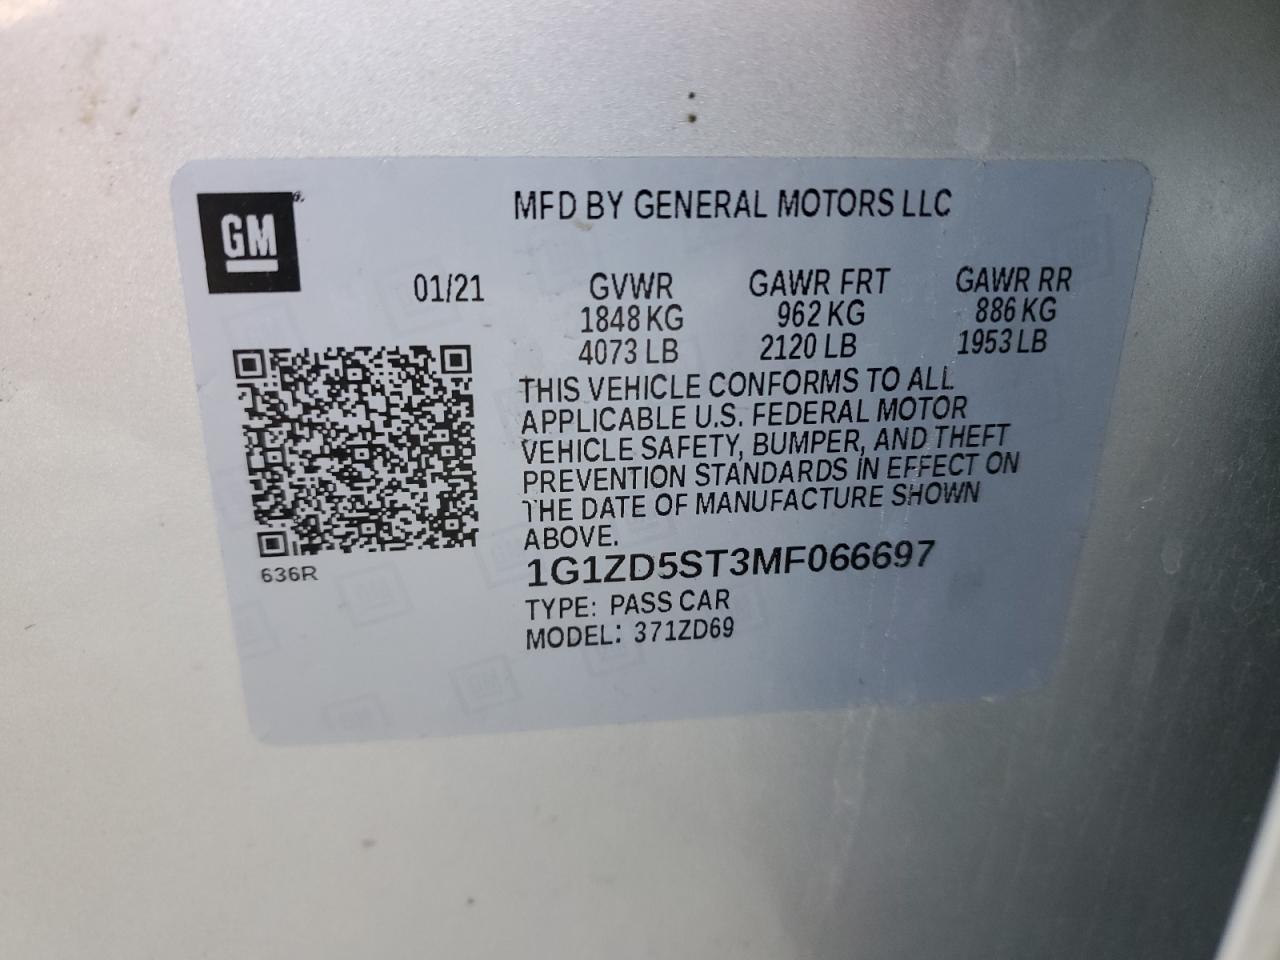 GM
MFD BY GENERAL MOTORS LLC
01/21 GVWR GAWR FRT GAWR RR
1848 KG 962 KG 886 KG
4073 LB 2120 LB 1953 LB
THIS VEHICLE CONFORMS TO ALL
APPLICABLE U.S. FEDERAL MOTOR
VEHICLE SAFETY, BUMPER, AND THEFT
PREVENTION STANDARDS IN EFFECT ON
THE DATE OF MANUFACTURE SHOWN
ABOVE.
636R
1G1ZD5ST3MF066697
TYPE: PASS CAR
MODEL: 371ZD69